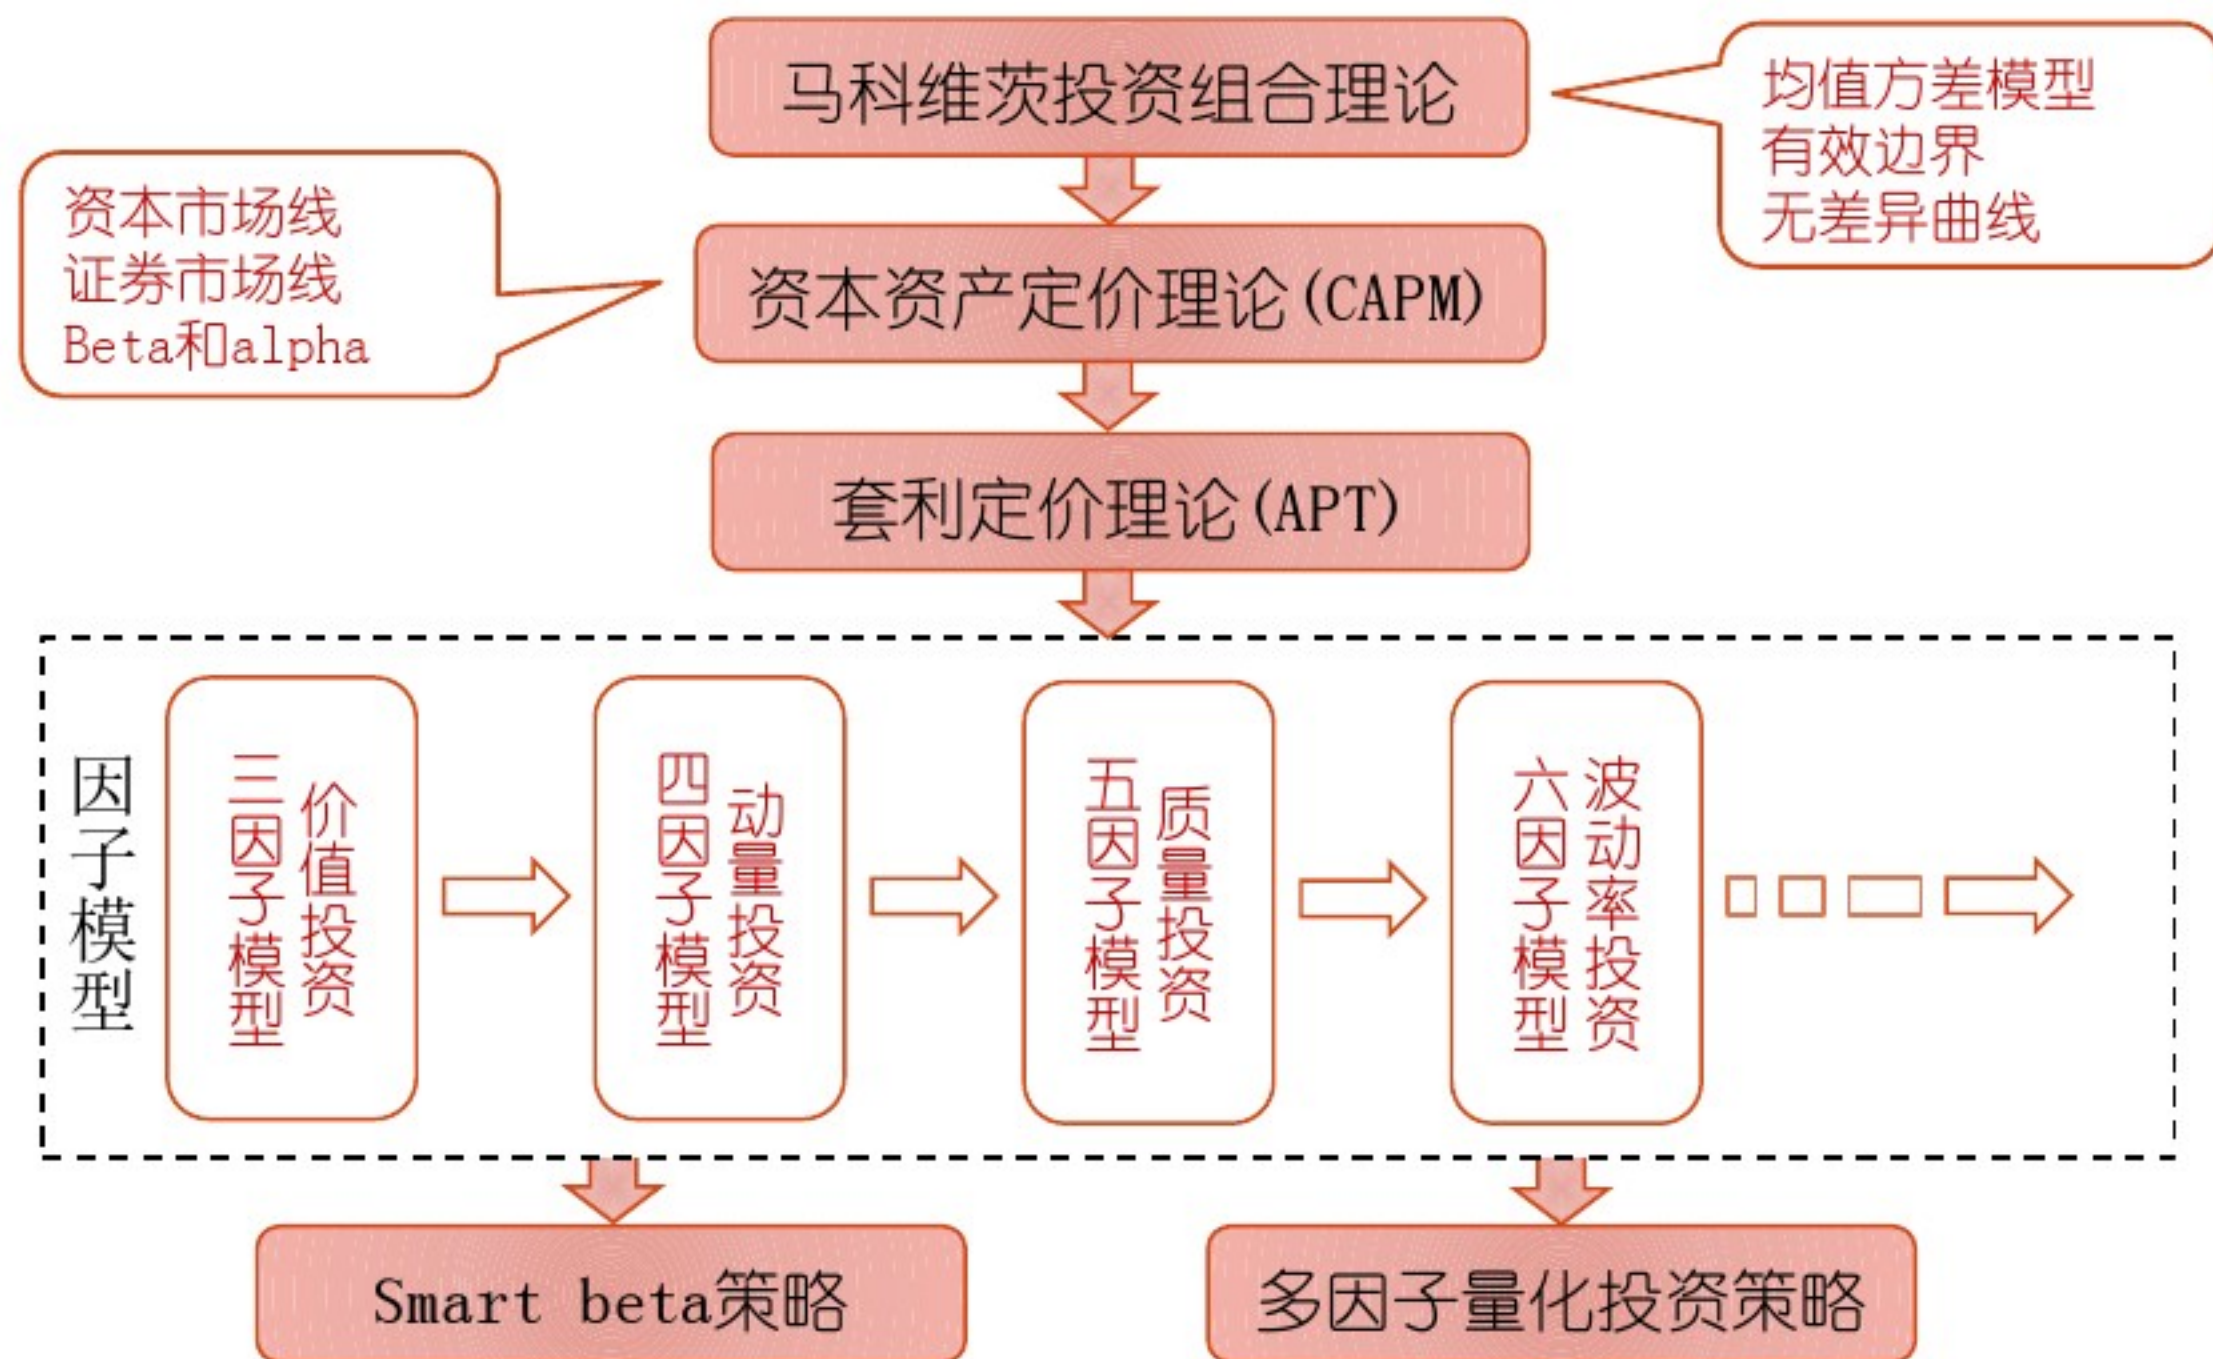 马科维茨投资组合理论
均值方差模型
有效边界
无差异曲线
资本市场线
证券市场线
Beta和alpha
资本资产定价理论(CAPM)
套利定价理论(APT)
因子模型
三因子模型
价值投资
四因子模型
动量投资
五因子模型
质量投资
六因子模型
波动率投资
Smart beta策略
多因子量化投资策略